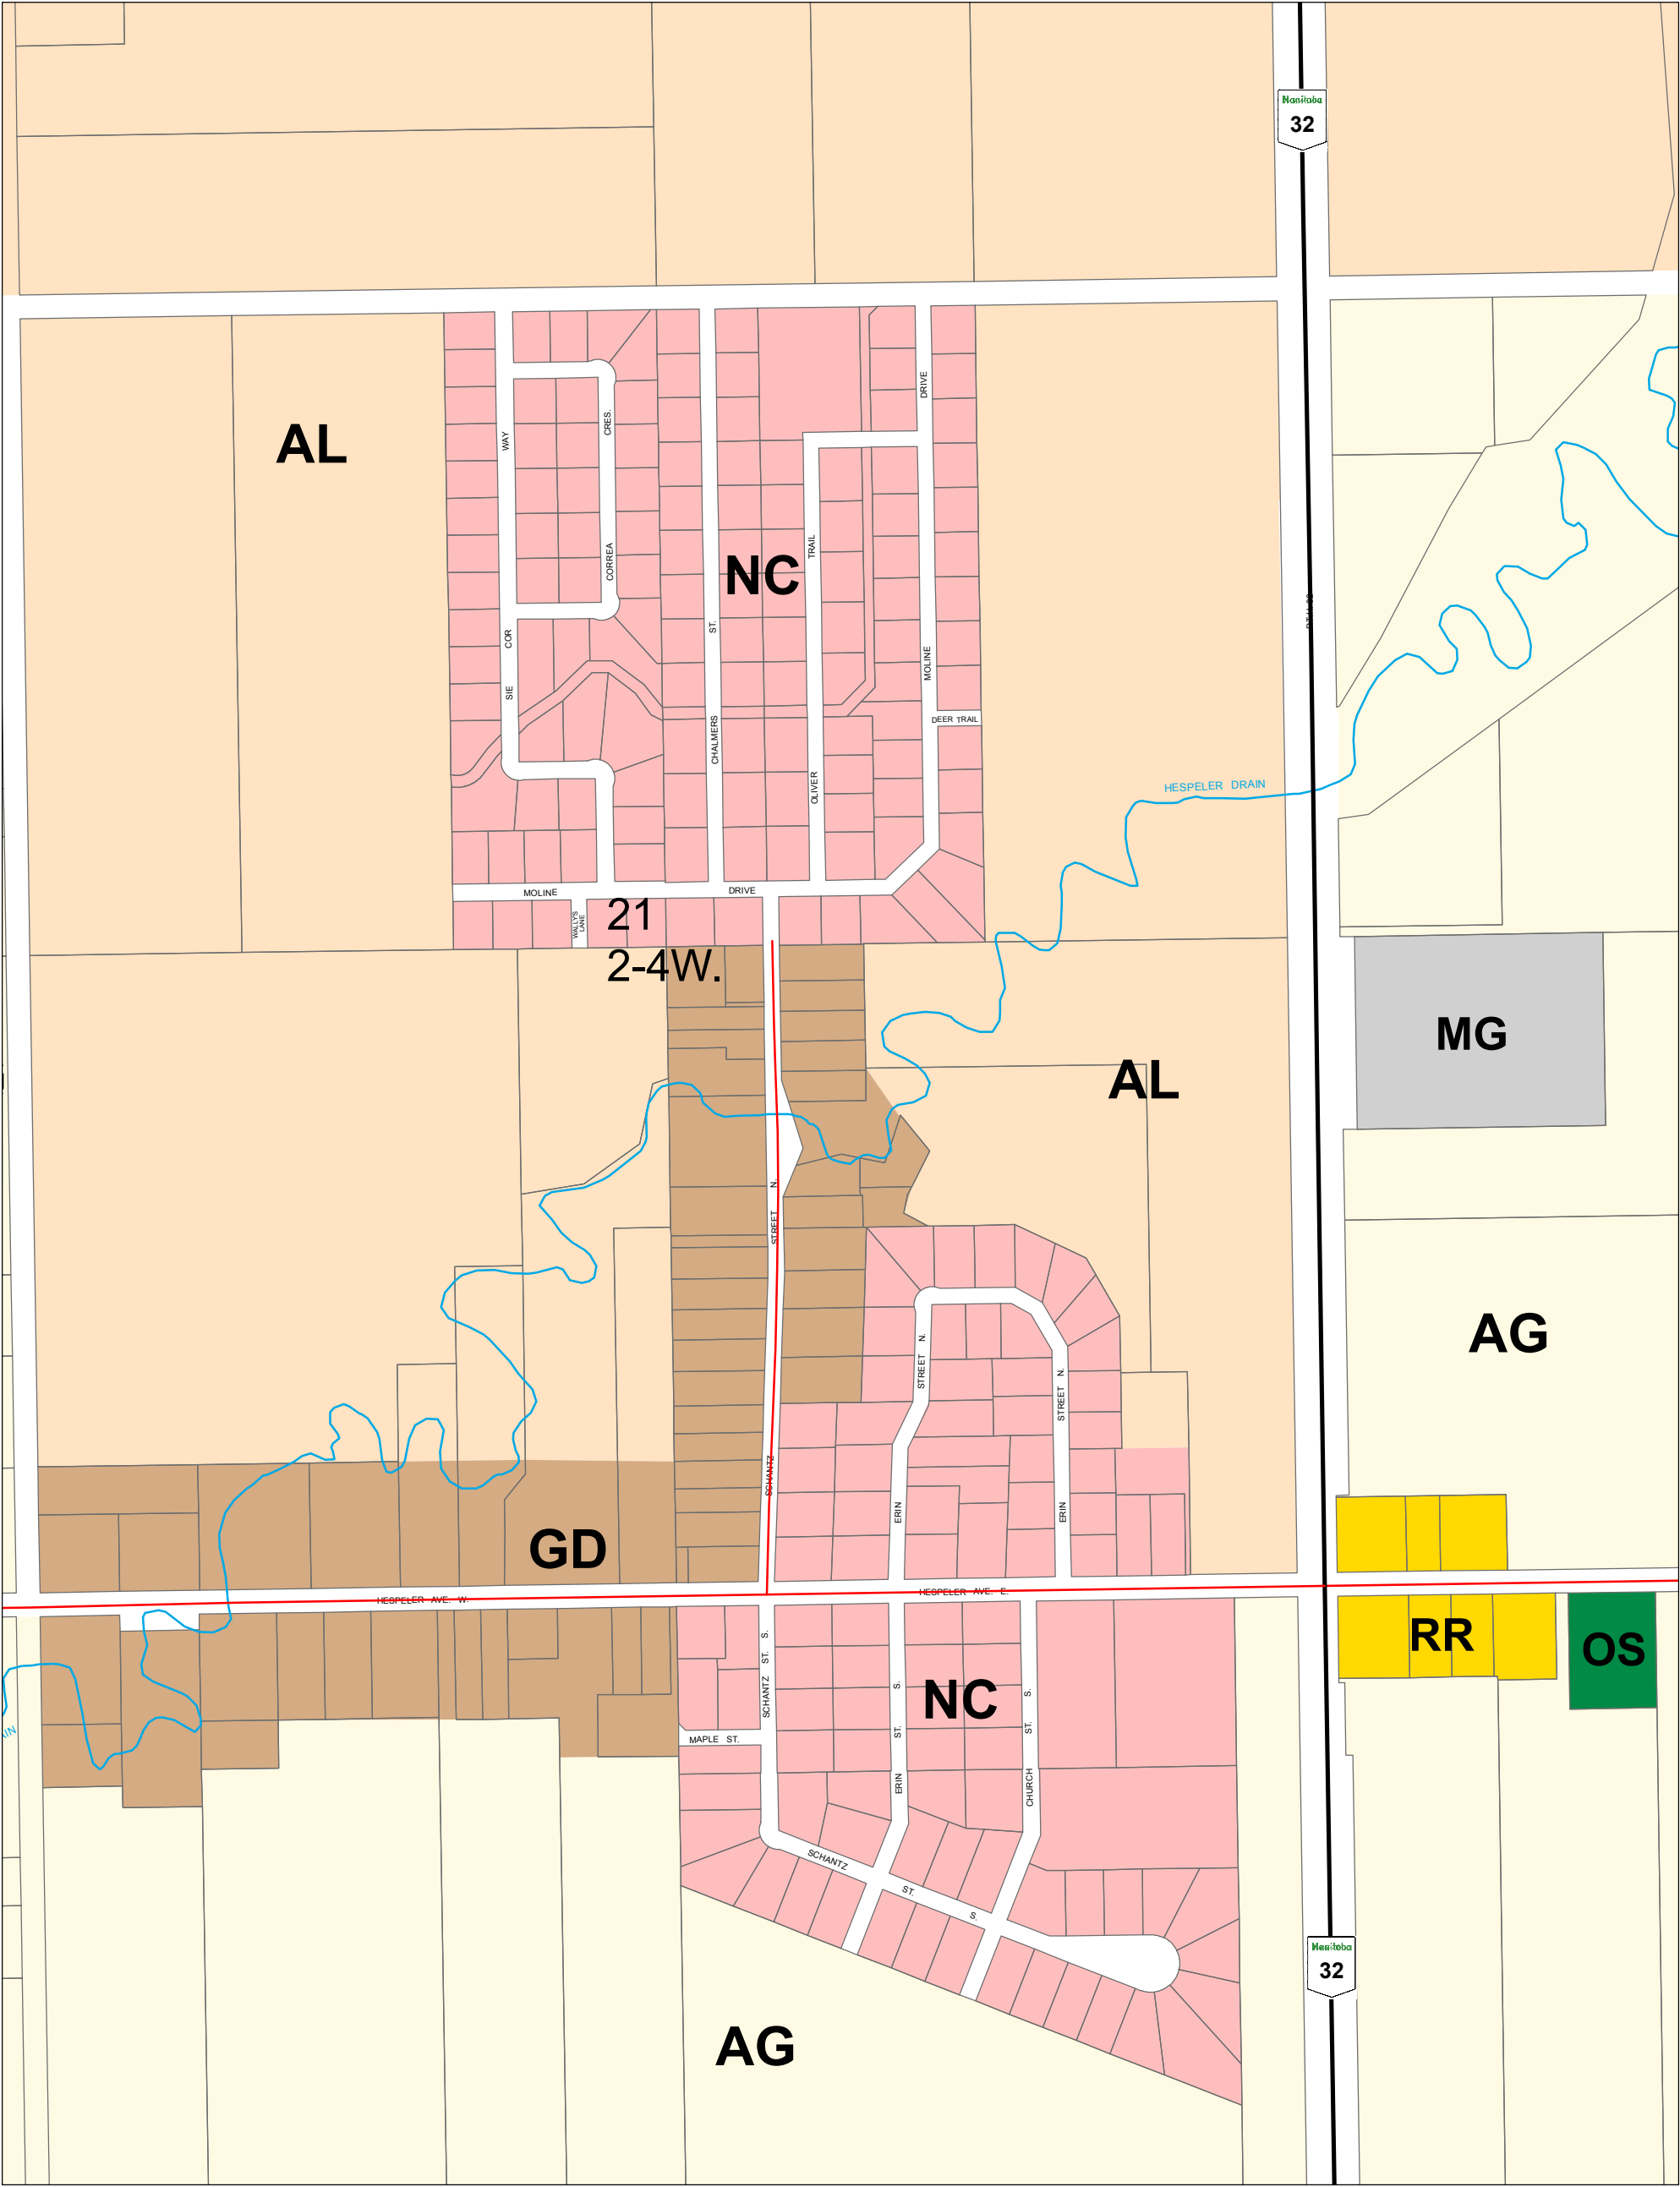 Manitoba
32
DRIVE
CRES.
WAY
AL
TRAIL
CORREA
NC
ST.
COR
MOLINE
SIE
CHALMERS
DEER TRAIL
OLIVER
HESPELER DRAIN
MOLINE
DRIVE
WALLY'S
LANE
21
2-4W.
MG
AL
STREET N.
AG
STREET N.
STREET N.
SCHANTZ
ERIN
ERIN
GD
HESPELER AVE. E.
HESPELER AVE. W.
RR
OS
SCHANTZ ST. S.
ERIN ST. S.
NC
CHURCH ST. S.
MAPLE ST.
SCHANTZ ST. S.
Manitoba
32
AG